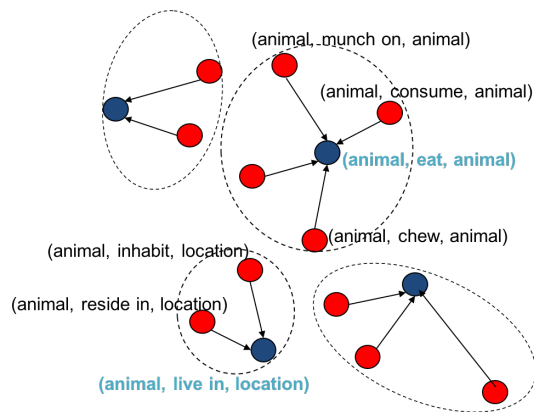 (animal, munch on, animal)
(animal, consume, animal)
(animal, eat, animal)
(animal, chew, animal)
(animal, inhabit, location)
(animal, reside in, location)
(animal, live in, location)